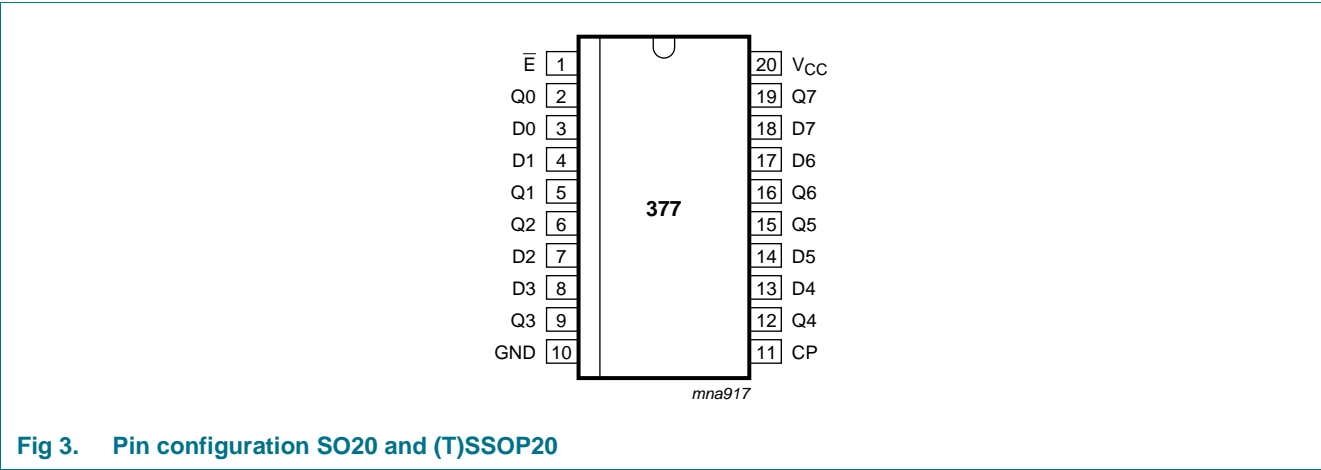 E̅ 1 20 VCC
Q0 2 19 Q7
D0 3 18 D7
D1 4 17 D6
Q1 5 16 Q6
377
Q2 6 15 Q5
D2 7 14 D5
D3 8 13 D4
Q3 9 12 Q4
GND 10 11 CP
mna917
Fig 3. Pin configuration SO20 and (T)SSOP20